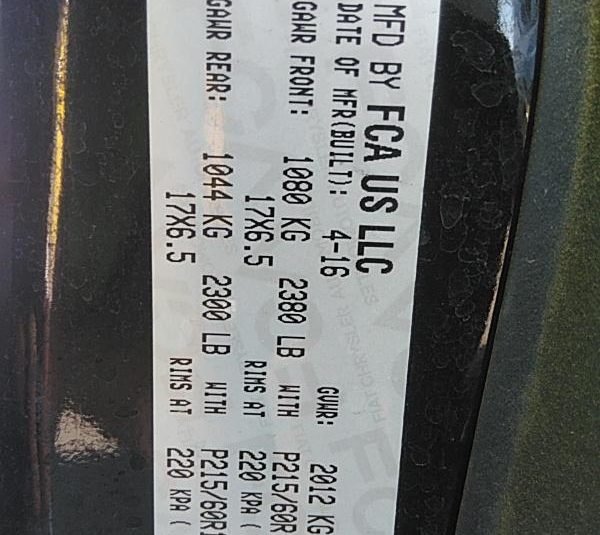 MFD BY FCA US LLC
DATE OF MFR(BUILT): 4-16 GVWR: 2012 KG
GAWR FRONT: 1080 KG 2380 LB WITH P215/60R
17X6.5 RIMS AT 220 KPA (
GAWR REAR: 1044 KG 2300 LB WITH P215/60R1
17X6.5 RIMS AT 220 KPA (